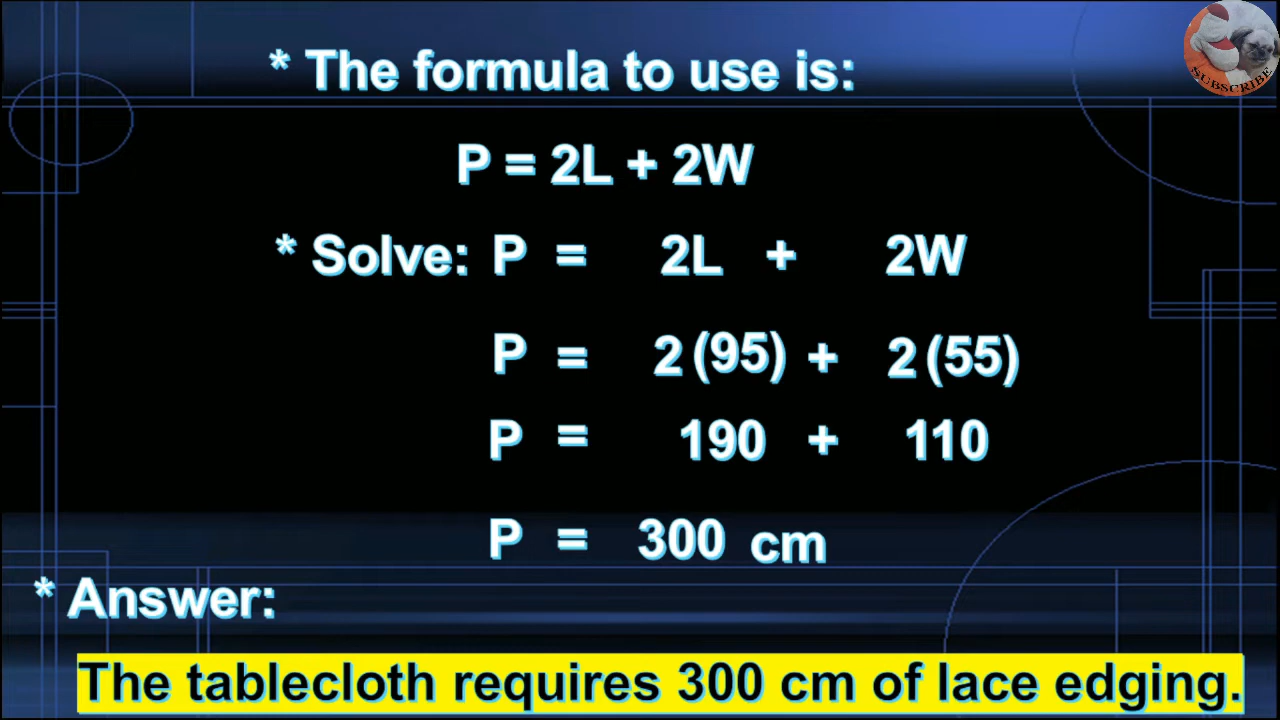 SUBSCRIBE
* The formula to use is:
P = 2L + 2W
* Solve: P = 2L + 2W
P = 2 (95) + 2 (55)
P = 190 + 110
P = 300 cm
* Answer:
The tablecloth requires 300 cm of lace edging.